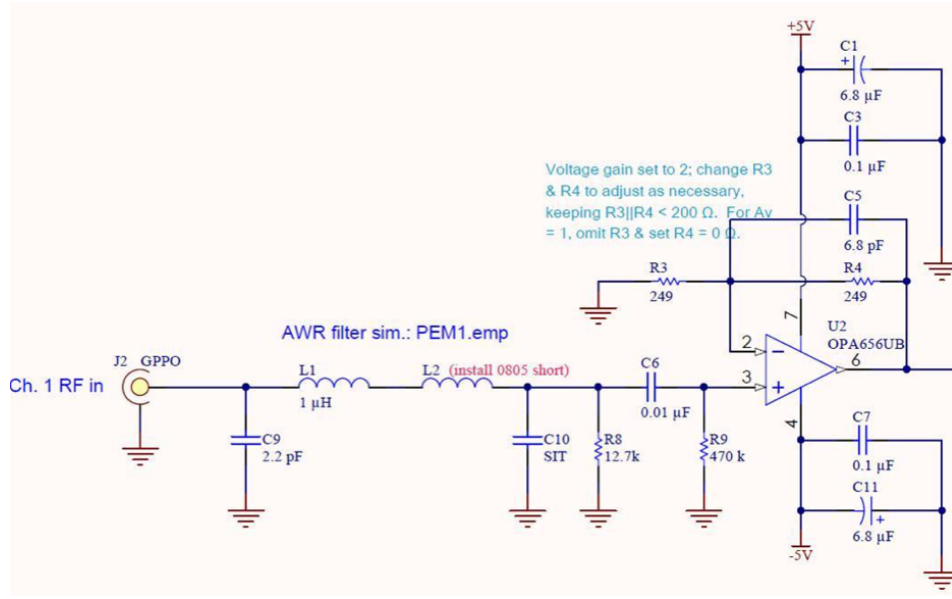 +5V
C1
+
6.8 µF
C3
0.1 µF
Voltage gain set to 2; change R3
& R4 to adjust as necessary,
keeping R3||R4 < 200 Ω. For Av
= 1, omit R3 & set R4 = 0 Ω.
C5
6.8 pF
R3
249
R4
249
7
U2
OPA656UB
2
6
3
4
AWR filter sim.: PEM1.emp
J2 GPPO
Ch. 1 RF in
L1
1 µH
L2 (install 0805 short)
C6
0.01 µF
C9
2.2 pF
C10
SIT
R8
12.7k
R9
470 k
C7
0.1 µF
C11
+
6.8 µF
-5V